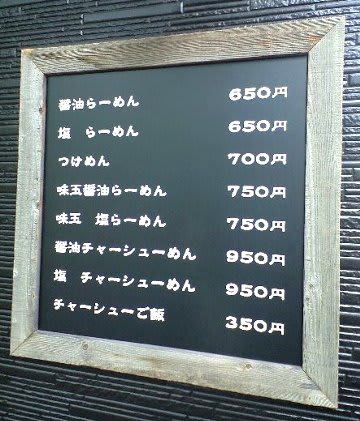 醤油らーめん 650円
塩 らーめん 650円
つけめん 700円
味玉醤油らーめん 750円
味玉 塩らーめん 750円
醤油チャーシューめん 950円
塩 チャーシューめん 950円
チャーシューご飯 350円